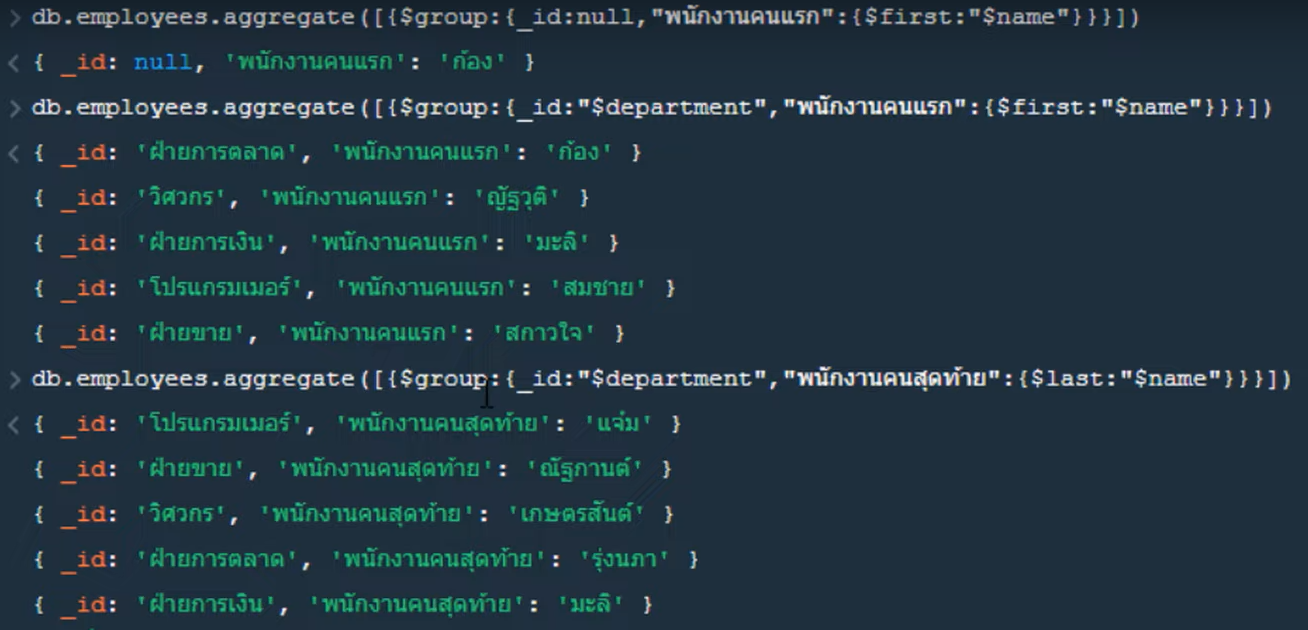 > db.employees.aggregate([{$group:{_id:null,"พนักงานคนแรก":{$first:"$name"}}}])
< { _id: null, 'พนักงานคนแรก': 'ก้อง' }
> db.employees.aggregate([{$group:{_id:"$department","พนักงานคนแรก":{$first:"$name"}}}])
< { _id: 'ฝ่ายการตลาด', 'พนักงานคนแรก': 'ก้อง' }
{ _id: 'วิศวกร', 'พนักงานคนแรก': 'ญัฐวุติ' }
{ _id: 'ฝ่ายการเงิน', 'พนักงานคนแรก': 'มะลิ' }
{ _id: 'โปรแกรมเมอร์', 'พนักงานคนแรก': 'สมชาย' }
{ _id: 'ฝ่ายขาย', 'พนักงานคนแรก': 'สกาวใจ' }
> db.employees.aggregate([{$group:{_id:"$department","พนักงานคนสุดท้าย":{$last:"$name"}}}])
< { _id: 'โปรแกรมเมอร์', 'พนักงานคนสุดท้าย': 'แจ๋ม' }
{ _id: 'ฝ่ายขาย', 'พนักงานคนสุดท้าย': 'ณัฐกานต์' }
{ _id: 'วิศวกร', 'พนักงานคนสุดท้าย': 'เกษตรสันต์' }
{ _id: 'ฝ่ายการตลาด', 'พนักงานคนสุดท้าย': 'รุ่งนภา' }
{ _id: 'ฝ่ายการเงิน', 'พนักงานคนสุดท้าย': 'มะลิ' }